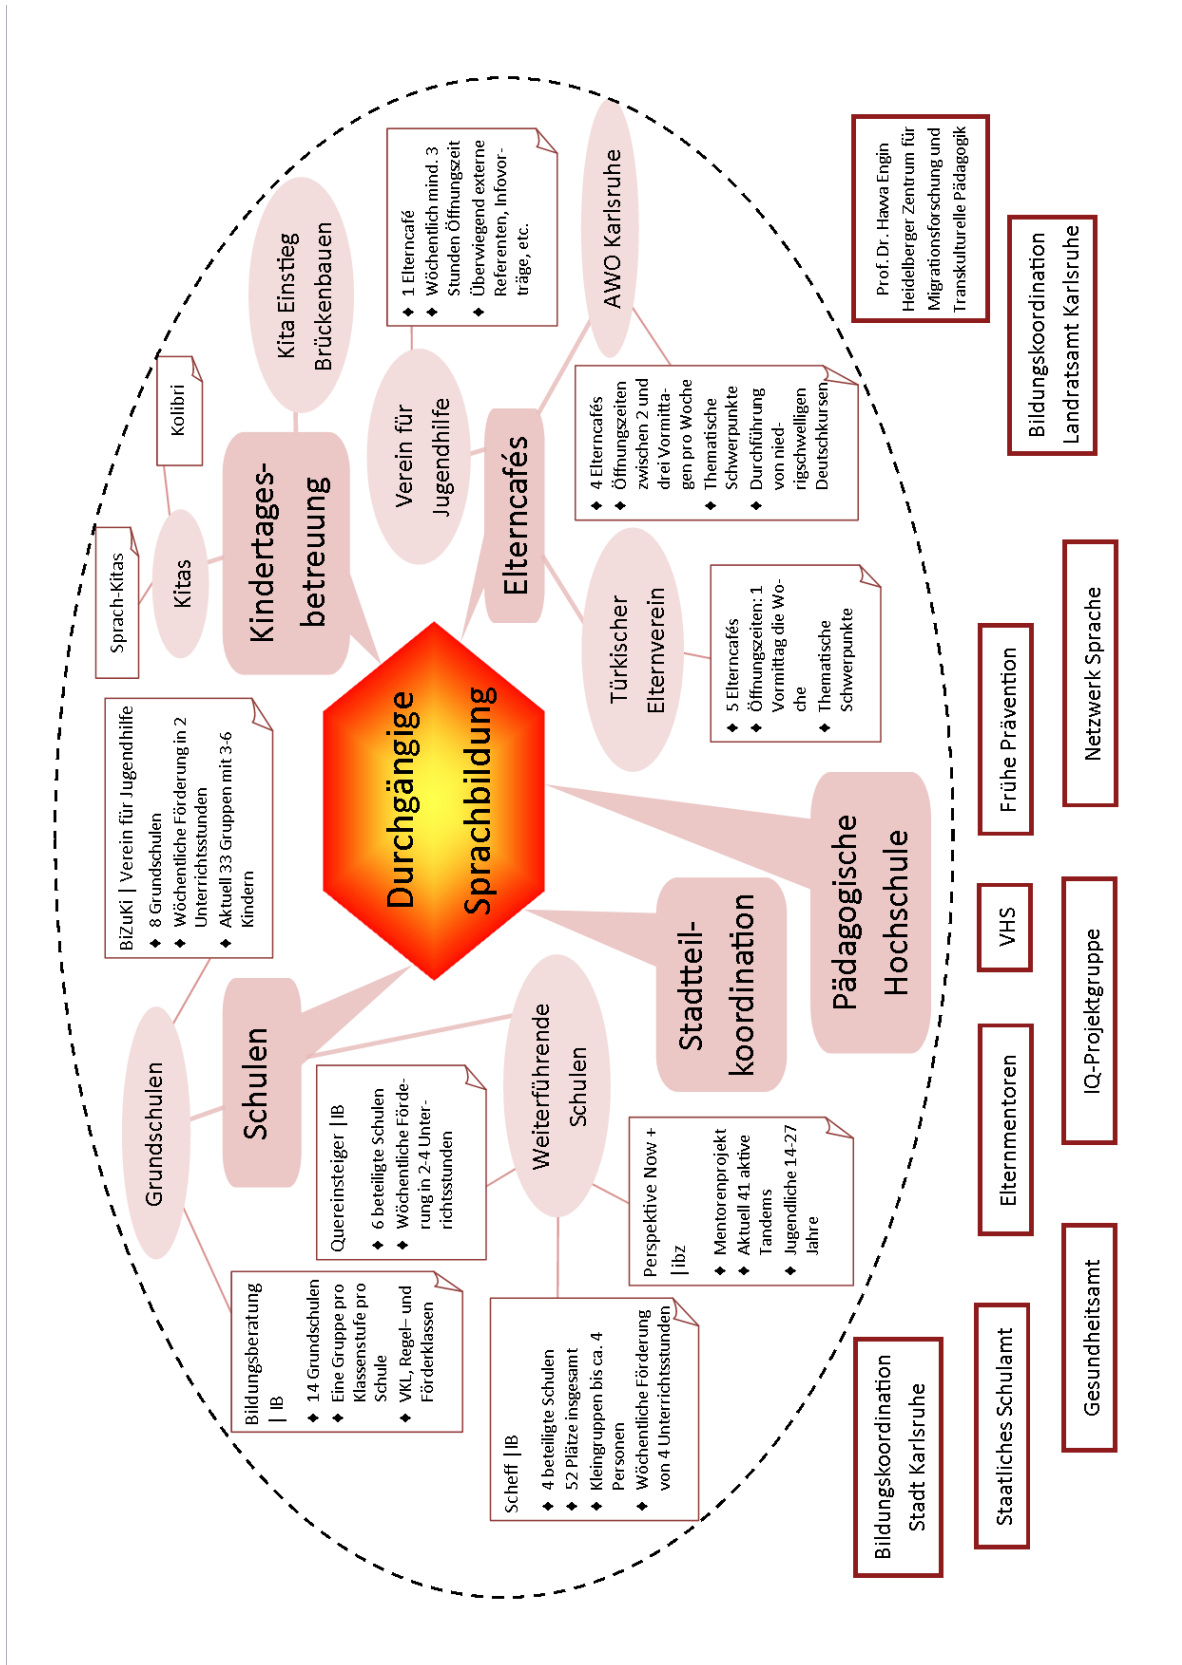 Grundschulen
BiZuKi | Verein für Jugendhilfe
♦ 8 Grundschulen
♦ Wöchentliche Förderung in 2
Unterrichtsstunden
♦ Aktuell 33 Gruppen mit 3-6
Kindern
Sprach-Kitas
Kolibri
Kitas
Kita Einstieg
Brückenbauen
Schulen
Kindertages-
betreuung
Bildungsberatung
| IB
♦ 14 Grundschulen
♦ Eine Gruppe pro
Klassenstufe pro
Schule
♦ VKL, Regel– und
Förderklassen
Quereinsteiger |IB
♦ 6 beteiligte Schulen
♦ Wöchentliche Förde-
rung in 2-4 Unter-
richtsstunden
Durchgängige
Sprachbildung
Verein für
Jugendhilfe
♦ 1 Elterncafé
♦ Wöchentlich mind. 3
Stunden Öffnungszeit
♦ Überwiegend externe
Referenten, Infovor-
träge, etc.
Elterncafés
Weiterführende
Schulen
Scheff |IB
♦ 4 beteiligte Schulen
♦ 52 Plätze insgesamt
♦ Kleingruppen bis ca. 4
Personen
♦ Wöchentliche Förderung
von 4 Unterrichtsstunden
Perspektive Now +
|ibz
♦ Mentorenprojekt
♦ Aktuell 41 aktive
Tandems
♦ Jugendliche 14-27
Jahre
Türkischer
Elternverein
AWO Karlsruhe
♦ 4 Elterncafés
♦ Öffnungszeiten
zwischen 2 und
drei Vormitta-
gen pro Woche
♦ Thematische
Schwerpunkte
♦ Durchführung
von nied-
rigschwelligen
Deutschkursen
♦ 5 Elterncafés
♦ Öffnungszeiten: 1
Vormittag die Wo-
che
♦ Thematische
Schwerpunkte
Stadtteil-
koordination
Pädagogische
Hochschule
Bildungskoordination
Stadt Karlsruhe
Prof. Dr. Havva Engin
Heidelberger Zentrum für
Migrationsforschung und
Transkulturelle Pädagogik
Staatliches Schulamt
Elternmentoren
VHS
Frühe Prävention
Bildungskoordination
Landratsamt Karlsruhe
Gesundheitsamt
IQ-Projektgruppe
Netzwerk Sprache